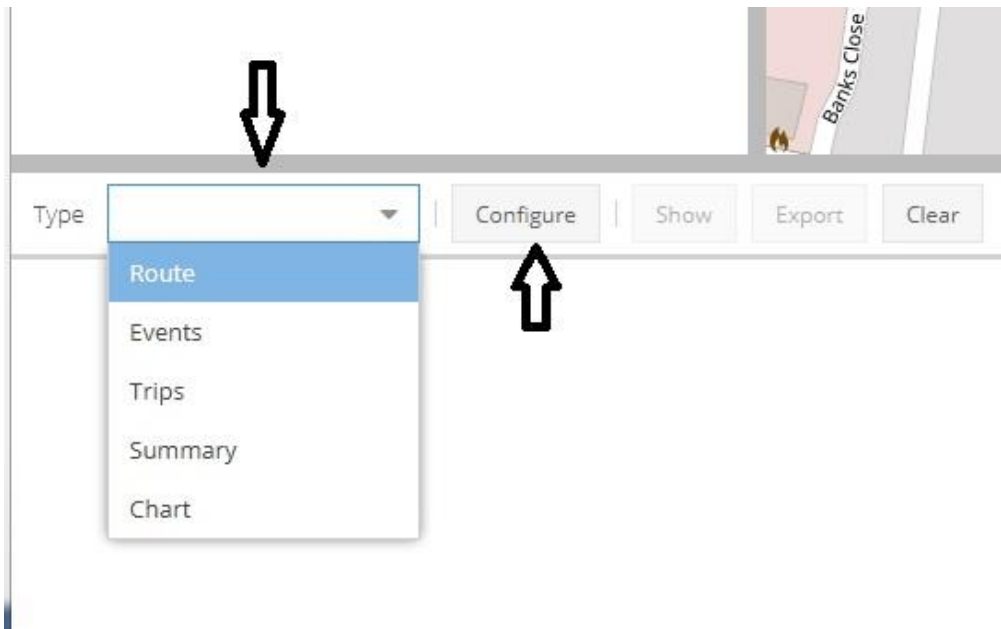 Banks Close
Type Configure Show Export Clear
Route
Events
Trips
Summary
Chart